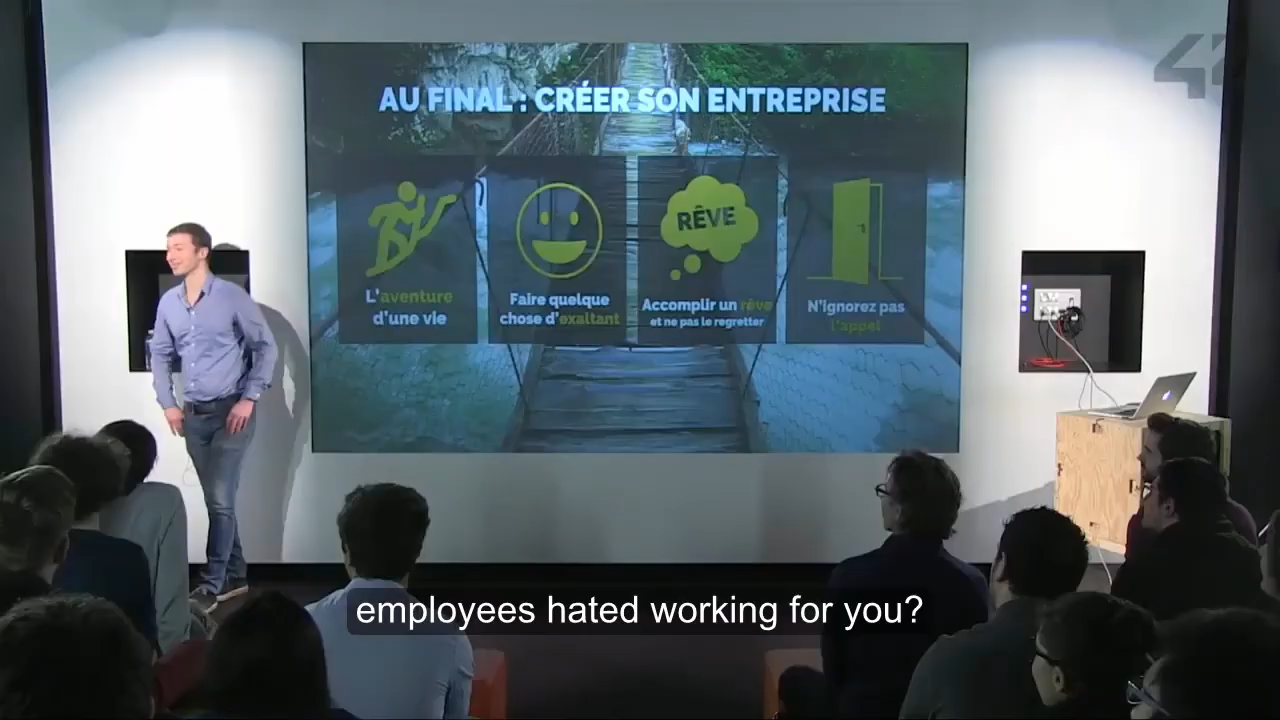 42
AU FINAL : CRÉER SON ENTREPRISE
RÊVE
L'aventure
d'une vie
Faire quelque
chose d'exaltant
Accomplir un rêve
et ne pas le regretter
N'ignorez pas
l'appel
employees hated working for you?